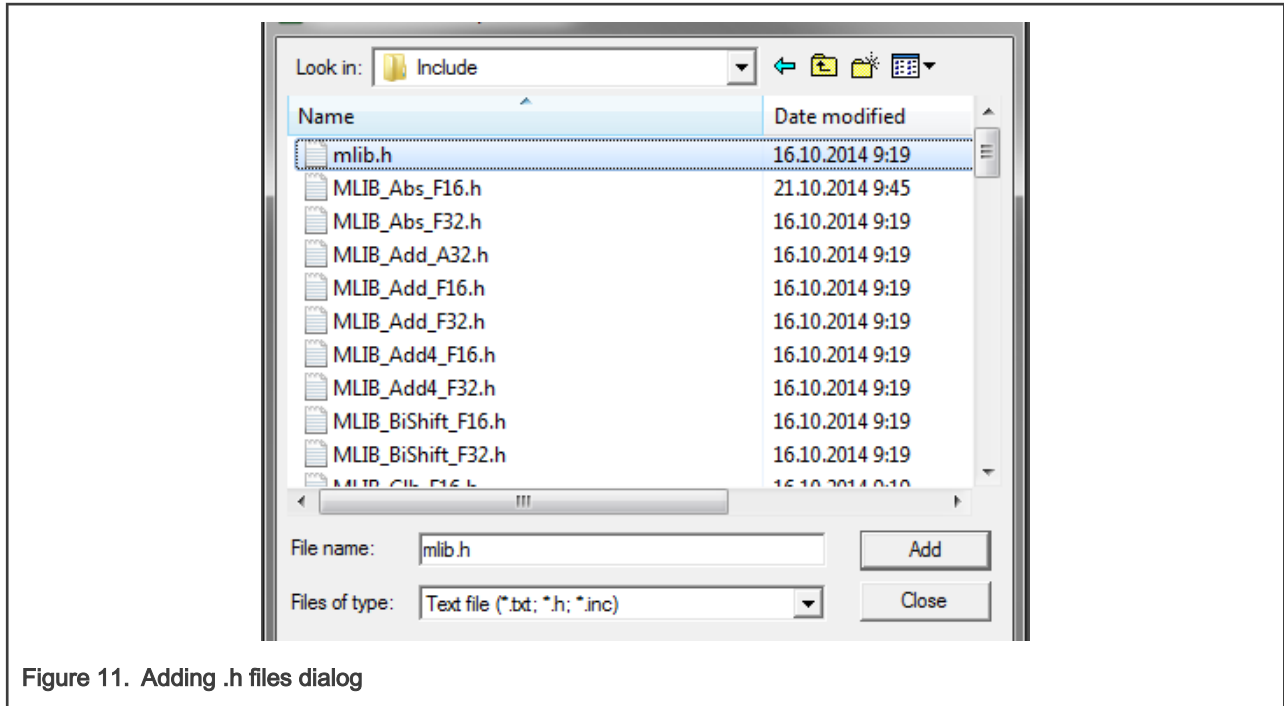 Look in: Include
Name Date modified
mlib.h 16.10.2014 9:19
MLIB_Abs_F16.h 21.10.2014 9:45
MLIB_Abs_F32.h 16.10.2014 9:19
MLIB_Add_A32.h 16.10.2014 9:19
MLIB_Add_F16.h 16.10.2014 9:19
MLIB_Add_F32.h 16.10.2014 9:19
MLIB_Add4_F16.h 16.10.2014 9:19
MLIB_Add4_F32.h 16.10.2014 9:19
MLIB_BiShift_F16.h 16.10.2014 9:19
MLIB_BiShift_F32.h 16.10.2014 9:19
File name: mlib.h Add
Files of type: Text file (*.txt; *.h; *.inc) Close
Figure 11. Adding .h files dialog